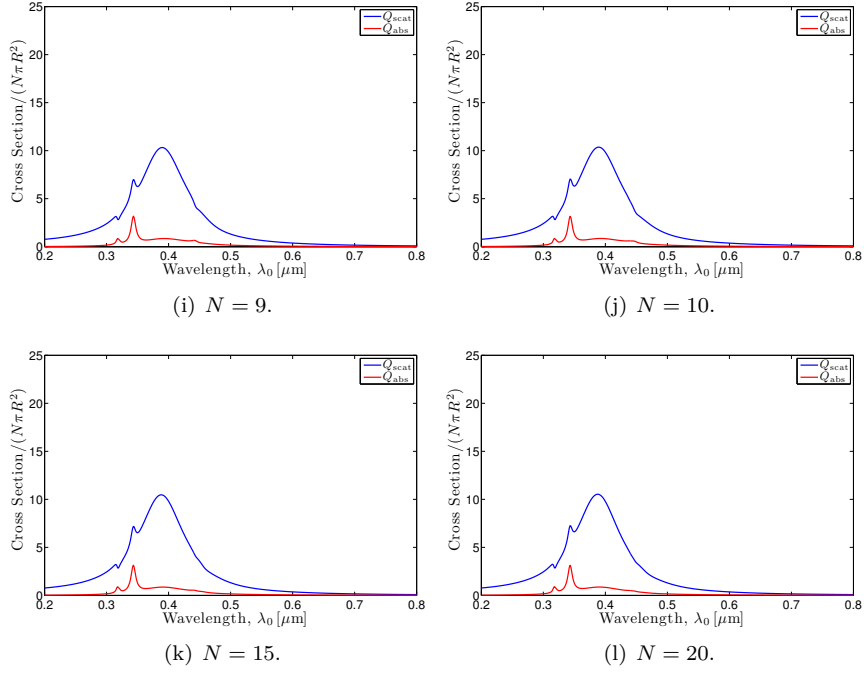 Cross Section/(NπR²)
25
20
15
10
5
0
0.2 0.3 0.4 0.5 0.6 0.7 0.8
Wavelength, λ₀ [μm]
Q_scat
Q_abs
(i) N = 9.
Cross Section/(NπR²)
25
20
15
10
5
0
0.2 0.3 0.4 0.5 0.6 0.7 0.8
Wavelength, λ₀ [μm]
Q_scat
Q_abs
(j) N = 10.
Cross Section/(NπR²)
25
20
15
10
5
0
0.2 0.3 0.4 0.5 0.6 0.7 0.8
Wavelength, λ₀ [μm]
Q_scat
Q_abs
(k) N = 15.
Cross Section/(NπR²)
25
20
15
10
5
0
0.2 0.3 0.4 0.5 0.6 0.7 0.8
Wavelength, λ₀ [μm]
Q_scat
Q_abs
(l) N = 20.